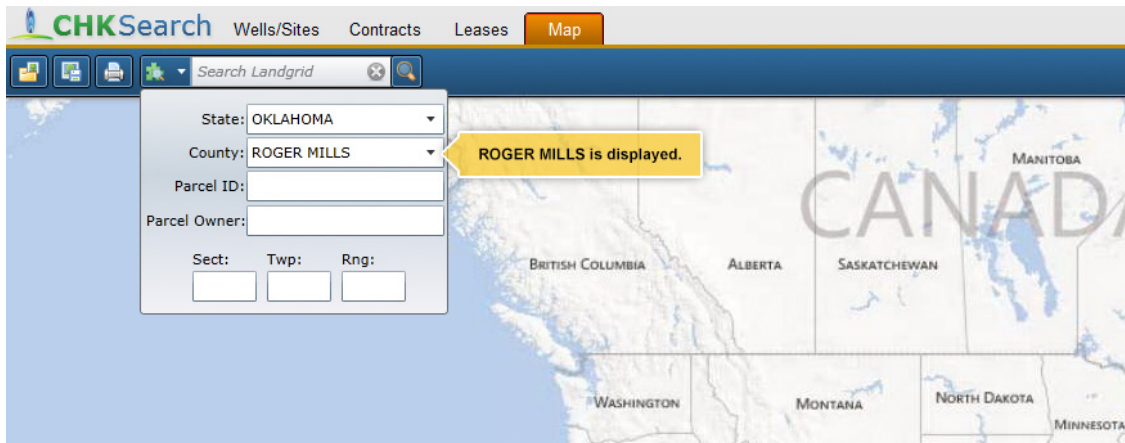 CHKSearch Wells/Sites Contracts Leases Map
Search Landgrid
State: OKLAHOMA
County: ROGER MILLS
ROGER MILLS is displayed.
Parcel ID:
Parcel Owner:
Sect: Twp: Rng:
MANITOBA
CANADA
BRITISH COLUMBIA ALBERTA SASKATCHEWAN
WASHINGTON MONTANA NORTH DAKOTA
MINNESOTA